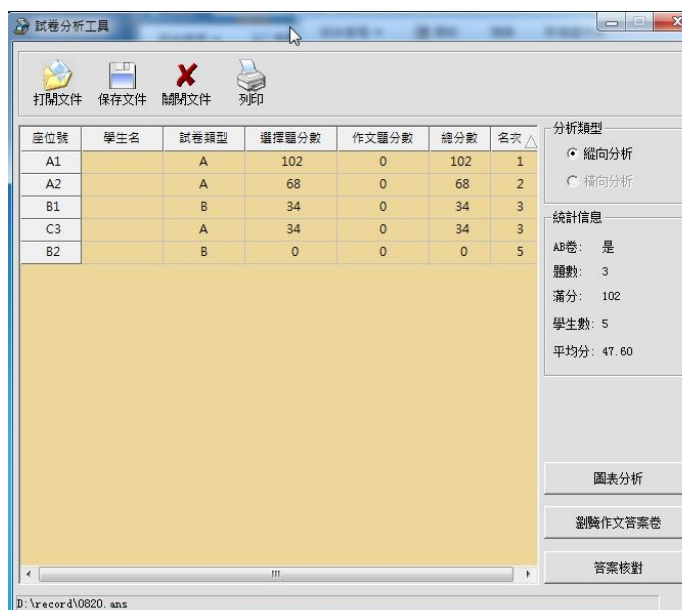 試卷分析工具
打開文件 保存文件 關閉文件 列印
座位號 學生名 試卷類型 選擇題分數 作文題分數 總分數 名次
A1 A 102 0 102 1
A2 A 68 0 68 2
B1 B 34 0 34 3
C3 A 34 0 34 3
B2 B 0 0 0 5
分析類型
縱向分析
橫向分析
統計信息
AB卷: 是
題數: 3
滿分: 102
學生數: 5
平均分: 47.60
圖表分析
瀏覽作文答案卷
答案核對
D:\record\0820.ans